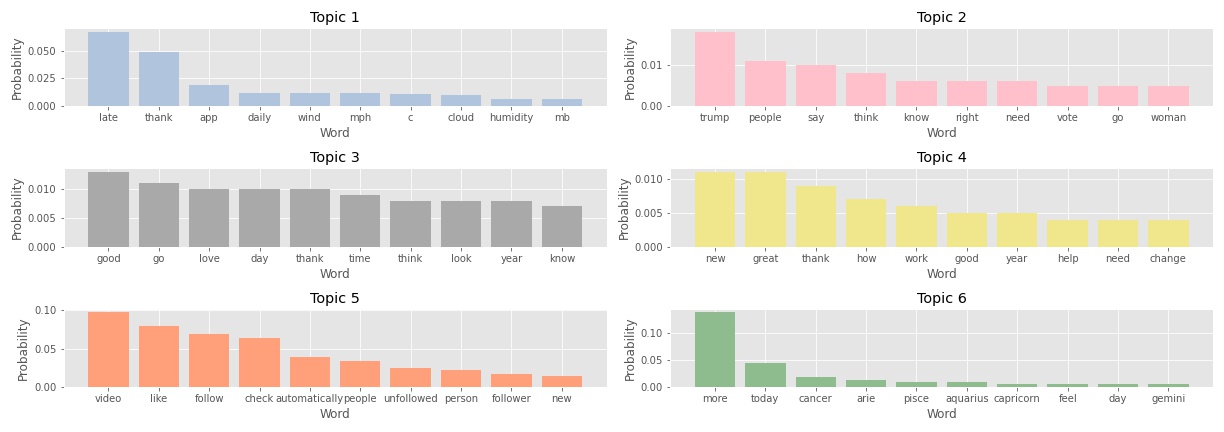 Topic 1
Probability
0.050
0.025
0.000
late thank app daily wind mph c cloud humidity mb
Word
Topic 2
Probability
0.01
0.00
trump people say think know right need vote go woman
Word
Topic 3
Probability
0.010
0.005
0.000
good go love day thank time think look year know
Word
Topic 4
Probability
0.010
0.005
0.000
new great thank how work good year help need change
Word
Topic 5
Probability
0.10
0.05
0.00
video like follow check automatically people unfollowed person follower new
Word
Topic 6
Probability
0.10
0.05
0.00
more today cancer arie pisce aquarius capricorn feel day gemini
Word